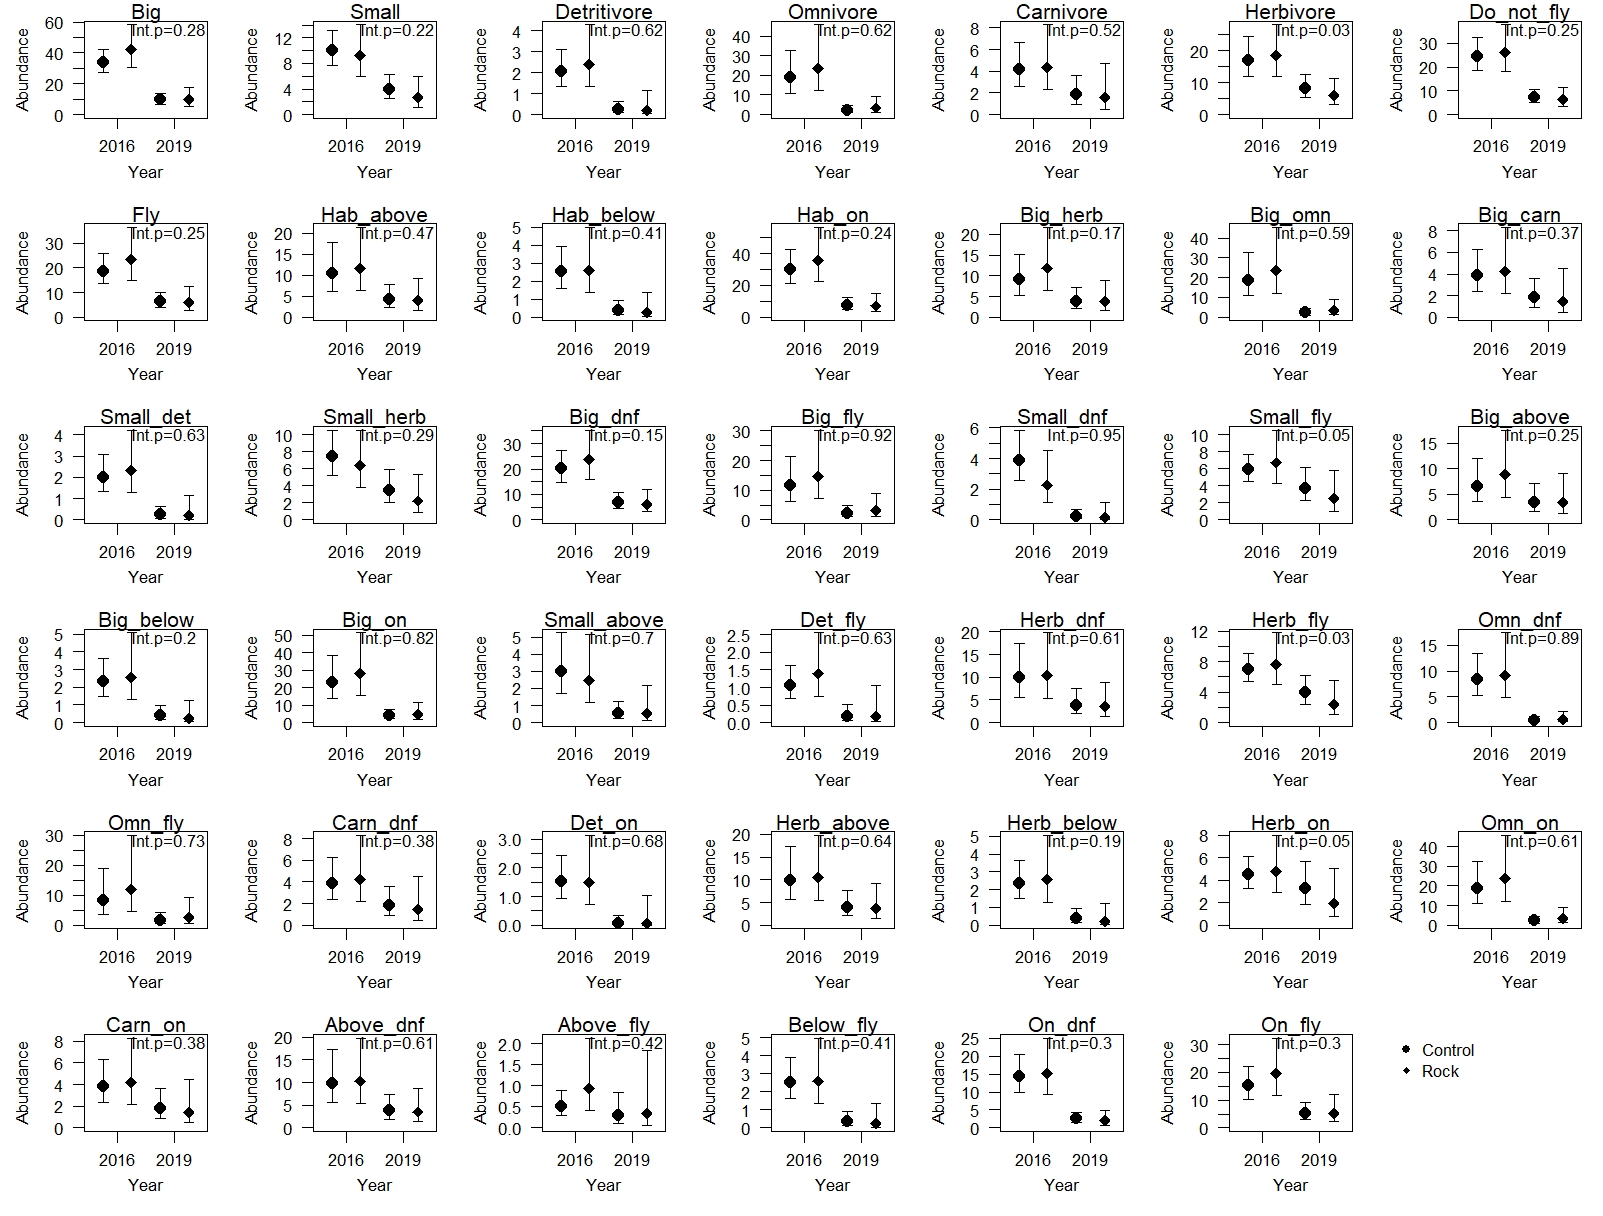 Big Small Detritivore Omnivore Carnivore Herbivore Do_not_fly
Int.p=0.28 Int.p=0.22 Int.p=0.62 Int.p=0.62 Int.p=0.52 Int.p=0.03 Int.p=0.25
Abundance 60 40 20 0 Abundance 12 8 4 0 Abundance 4 3 2 1 0 Abundance 40 30 20 10 0 Abundance 8 6 4 2 0 Abundance 20 10 0 Abundance 30 20 10 0
2016 2019 2016 2019 2016 2019 2016 2019 2016 2019 2016 2019 2016 2019
Year Year Year Year Year Year Year
Fly Hab_above Hab_below Hab_on Big_herb Big_omn Big_carn
Int.p=0.25 Int.p=0.47 Int.p=0.41 Int.p=0.24 Int.p=0.17 Int.p=0.59 Int.p=0.37
Abundance 30 20 10 0 Abundance 20 15 10 5 0 Abundance 5 4 3 2 1 0 Abundance 40 20 0 Abundance 20 15 10 5 0 Abundance 40 30 20 10 0 Abundance 8 6 4 2 0
2016 2019 2016 2019 2016 2019 2016 2019 2016 2019 2016 2019 2016 2019
Year Year Year Year Year Year Year
Small_det Small_herb Big_dnf Big_fly Small_dnf Small_fly Big_above
Int.p=0.63 Int.p=0.29 Int.p=0.15 Int.p=0.92 Int.p=0.95 Int.p=0.05 Int.p=0.25
Abundance 4 3 2 1 0 Abundance 10 8 6 4 2 0 Abundance 30 20 10 0 Abundance 30 20 10 0 Abundance 6 4 2 0 Abundance 10 8 6 4 2 0 Abundance 15 10 5 0
2016 2019 2016 2019 2016 2019 2016 2019 2016 2019 2016 2019 2016 2019
Year Year Year Year Year Year Year
Big_below Big_on Small_above Det_fly Herb_dnf Herb_fly Omn_dnf
Int.p=0.2 Int.p=0.82 Int.p=0.7 Int.p=0.63 Int.p=0.61 Int.p=0.03 Int.p=0.89
Abundance 5 4 3 2 1 0 Abundance 50 40 30 20 10 0 Abundance 5 4 3 2 1 0 Abundance 2.5 2.0 1.5 1.0 0.5 0.0 Abundance 20 15 10 5 0 Abundance 12 8 4 0 Abundance 15 10 5 0
2016 2019 2016 2019 2016 2019 2016 2019 2016 2019 2016 2019 2016 2019
Year Year Year Year Year Year Year
Omn_fly Carn_dnf Det_on Herb_above Herb_below Herb_on Omn_on
Int.p=0.73 Int.p=0.38 Int.p=0.68 Int.p=0.64 Int.p=0.19 Int.p=0.05 Int.p=0.61
Abundance 30 20 10 0 Abundance 8 6 4 2 0 Abundance 3.0 2.0 1.0 0.0 Abundance 20 15 10 5 0 Abundance 5 4 3 2 1 0 Abundance 8 6 4 2 0 Abundance 40 30 20 10 0
2016 2019 2016 2019 2016 2019 2016 2019 2016 2019 2016 2019 2016 2019
Year Year Year Year Year Year Year
Carn_on Above_dnf Above_fly Below_fly On_dnf On_fly
Int.p=0.38 Int.p=0.61 Int.p=0.42 Int.p=0.41 Int.p=0.3 Int.p=0.3
Abundance 8 6 4 2 0 Abundance 20 15 10 5 0 Abundance 2.0 1.5 1.0 0.5 0.0 Abundance 5 4 3 2 1 0 Abundance 25 20 15 10 5 0 Abundance 30 20 10 0
Control
Rock
2016 2019 2016 2019 2016 2019 2016 2019 2016 2019 2016 2019
Year Year Year Year Year Year